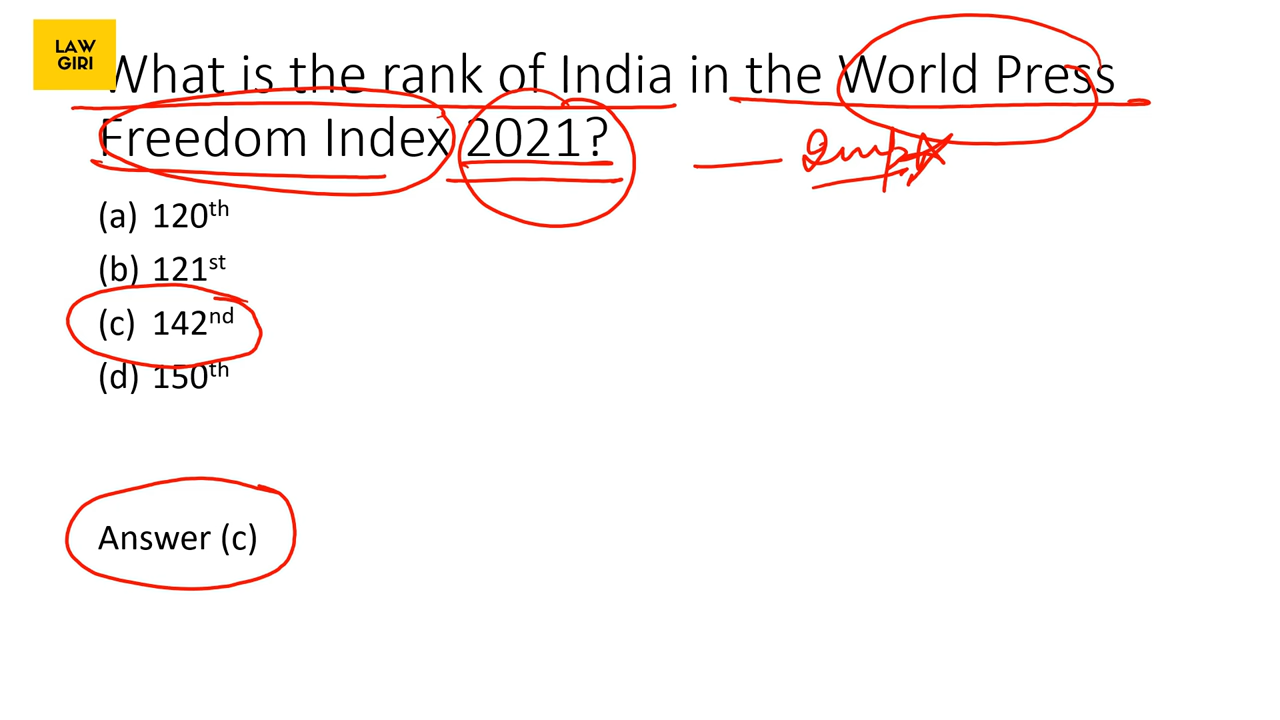 LAW
GIRI
What is the rank of India in the World Press
Freedom Index 2021?
(a) 120th
(b) 121st
(c) 142nd
(d) 150th
Answer (c)